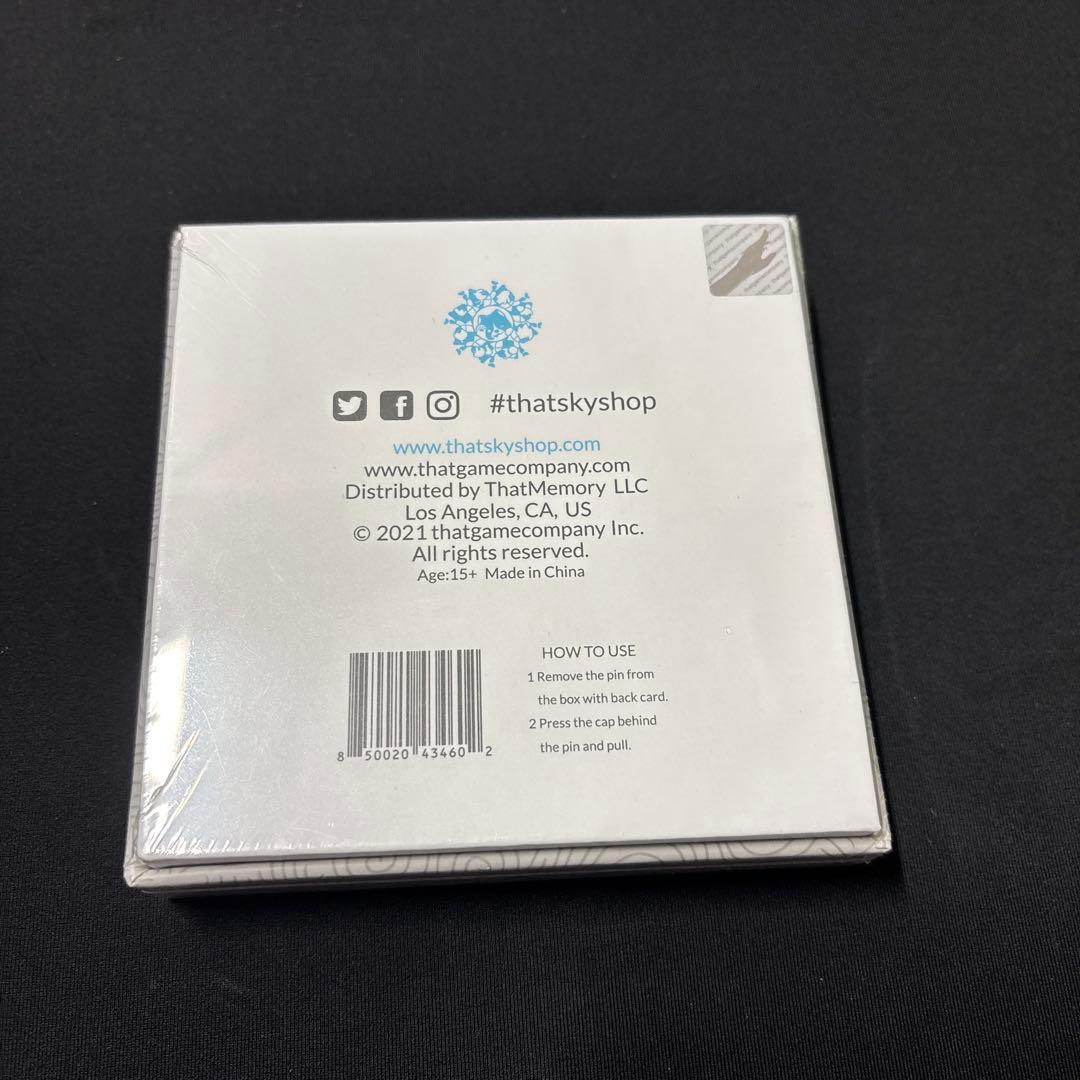 #thatskyshop
www.thatskyshop.com
www.thatgamecompany.com
Distributed by ThatMemory LLC
Los Angeles, CA, US
© 2021 thatgamecompany Inc.
All rights reserved.
Age:15+ Made in China
HOW TO USE
1 Remove the pin from
the box with back card.
2 Press the cap behind
the pin and pull.
8 50020 43460 2